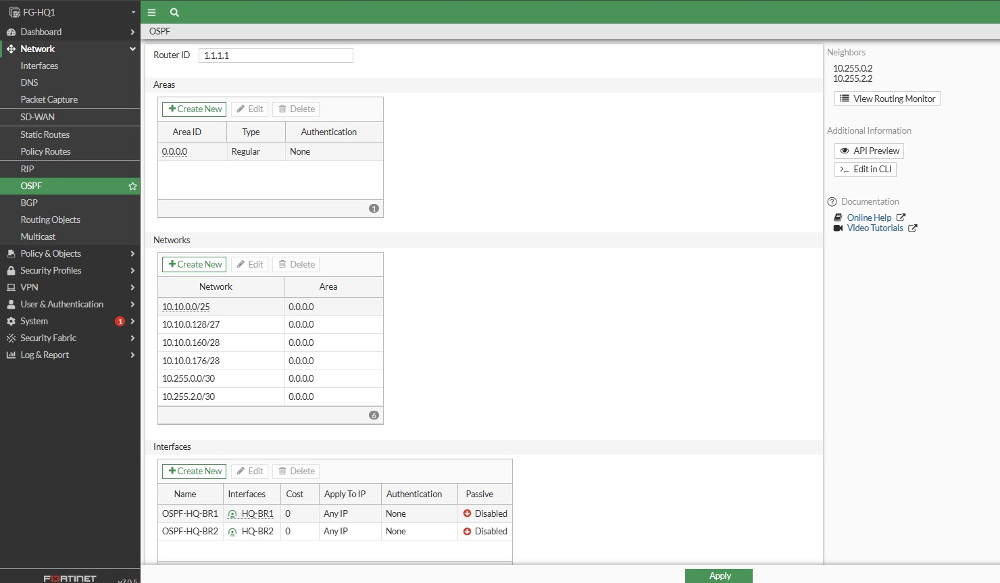 FG-HQ1
Dashboard
Network
Interfaces
DNS
Packet Capture
SD-WAN
Static Routes
Policy Routes
RIP
OSPF
BGP
Routing Objects
Multicast
Policy & Objects
Security Profiles
VPN
User & Authentication
System 1
Security Fabric
Log & Report
FORTINET v7.0.5
OSPF
Router ID 1.1.1.1
Areas
Create New Edit Delete
Area ID Type Authentication
0.0.0.0 Regular None
1
Networks
Create New Edit Delete
Network Area
10.10.0.0/25 0.0.0.0
10.10.0.128/27 0.0.0.0
10.10.0.160/28 0.0.0.0
10.10.0.176/28 0.0.0.0
10.255.0.0/30 0.0.0.0
10.255.2.0/30 0.0.0.0
6
Interfaces
Create New Edit Delete
Name Interfaces Cost Apply To IP Authentication Passive
OSPF-HQ-BR1 HQ-BR1 0 Any IP None Disabled
OSPF-HQ-BR2 HQ-BR2 0 Any IP None Disabled
Apply
Neighbors
10.255.0.2
10.255.2.2
View Routing Monitor
Additional Information
API Preview
>_ Edit in CLI
? Documentation
Online Help
Video Tutorials